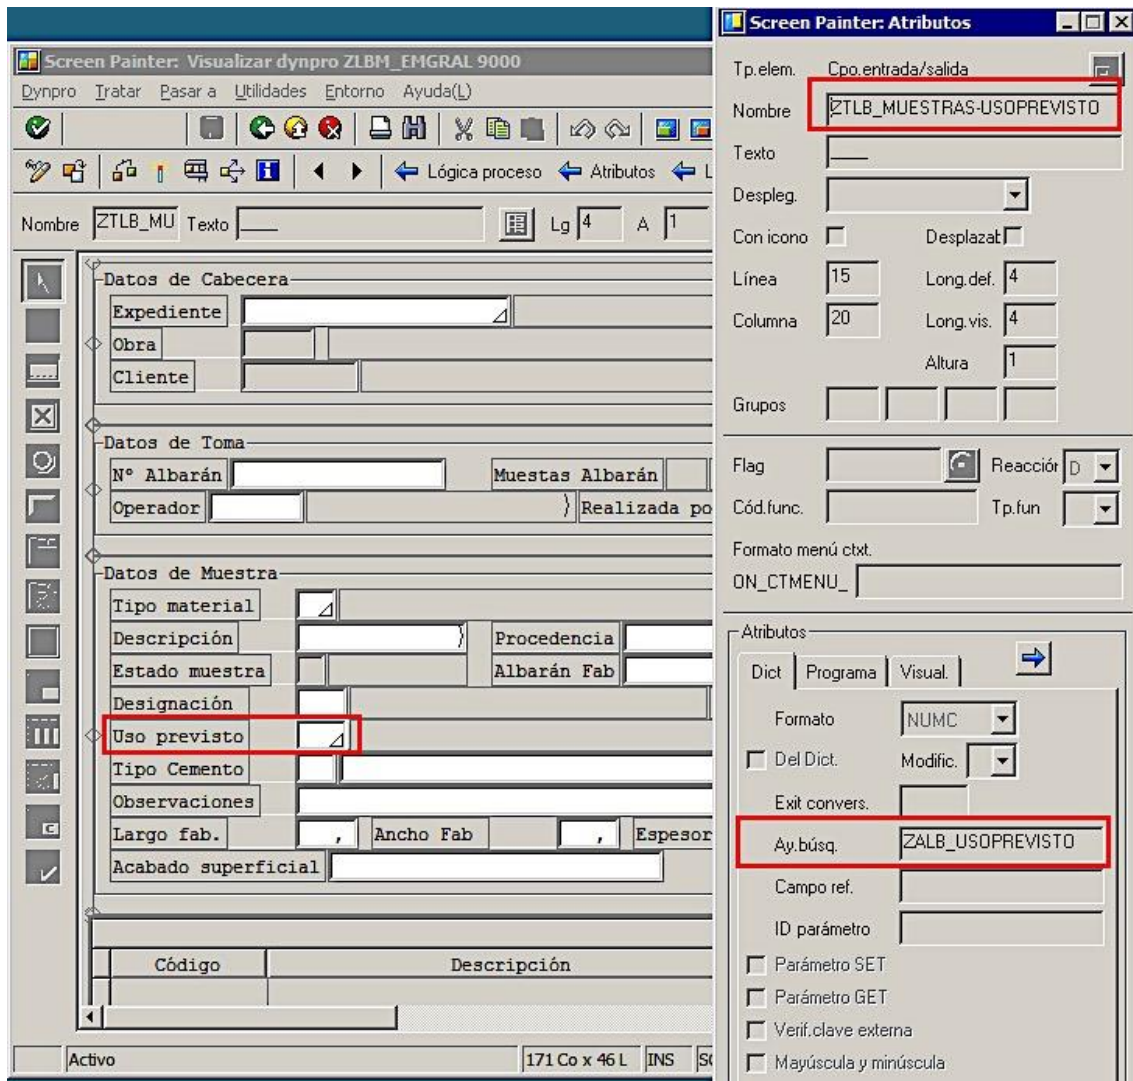 Screen Painter: Visualizar dynpro ZLBM_EMGRAL 9000
Dynpro Tratar Pasar a Utilidades Entorno Ayuda(L)
Lógica proceso Atributos L
Nombre ZTLB_MU Texto ____ Lg 4 A 1
Datos de Cabecera
Expediente
Obra
Cliente
Datos de Toma
Nº Albarán Muestas Albarán
Operador Realizada po
Datos de Muestra
Tipo material
Descripción Procedencia
Estado muestra Albarán Fab
Designación
Uso previsto
Tipo Cemento
Observaciones
Largo fab. , Ancho Fab , Espesor
Acabado superficial
Código Descripción
Activo 171 Co x 46 L INS
Screen Painter: Atributos
Tp.elem. Cpo.entrada/salida
Nombre ZTLB_MUESTRAS-USOPREVISTO
Texto ____
Despleg.
Con icono Desplazat
Línea 15 Long.def. 4
Columna 20 Long.vis. 4
Altura 1
Grupos
Flag Reacciór D
Cód.func. Tp.fun
Formato menú ctxt.
ON_CTMENU_
Atributos
Dict Programa Visual.
Formato NUMC
Del Dict. Modific.
Exit convers.
Ay.búsq. ZALB_USOPREVISTO
Campo ref.
ID parámetro
Parámetro SET
Parámetro GET
Verif.clave externa
Mayúscula y minúscula